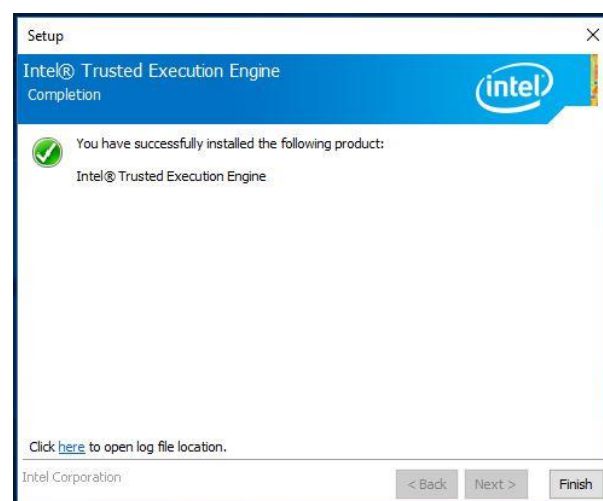 Setup
Intel® Trusted Execution Engine
Completion
intel
You have successfully installed the following product:
Intel® Trusted Execution Engine
Click here to open log file location.
Intel Corporation
< Back Next > Finish